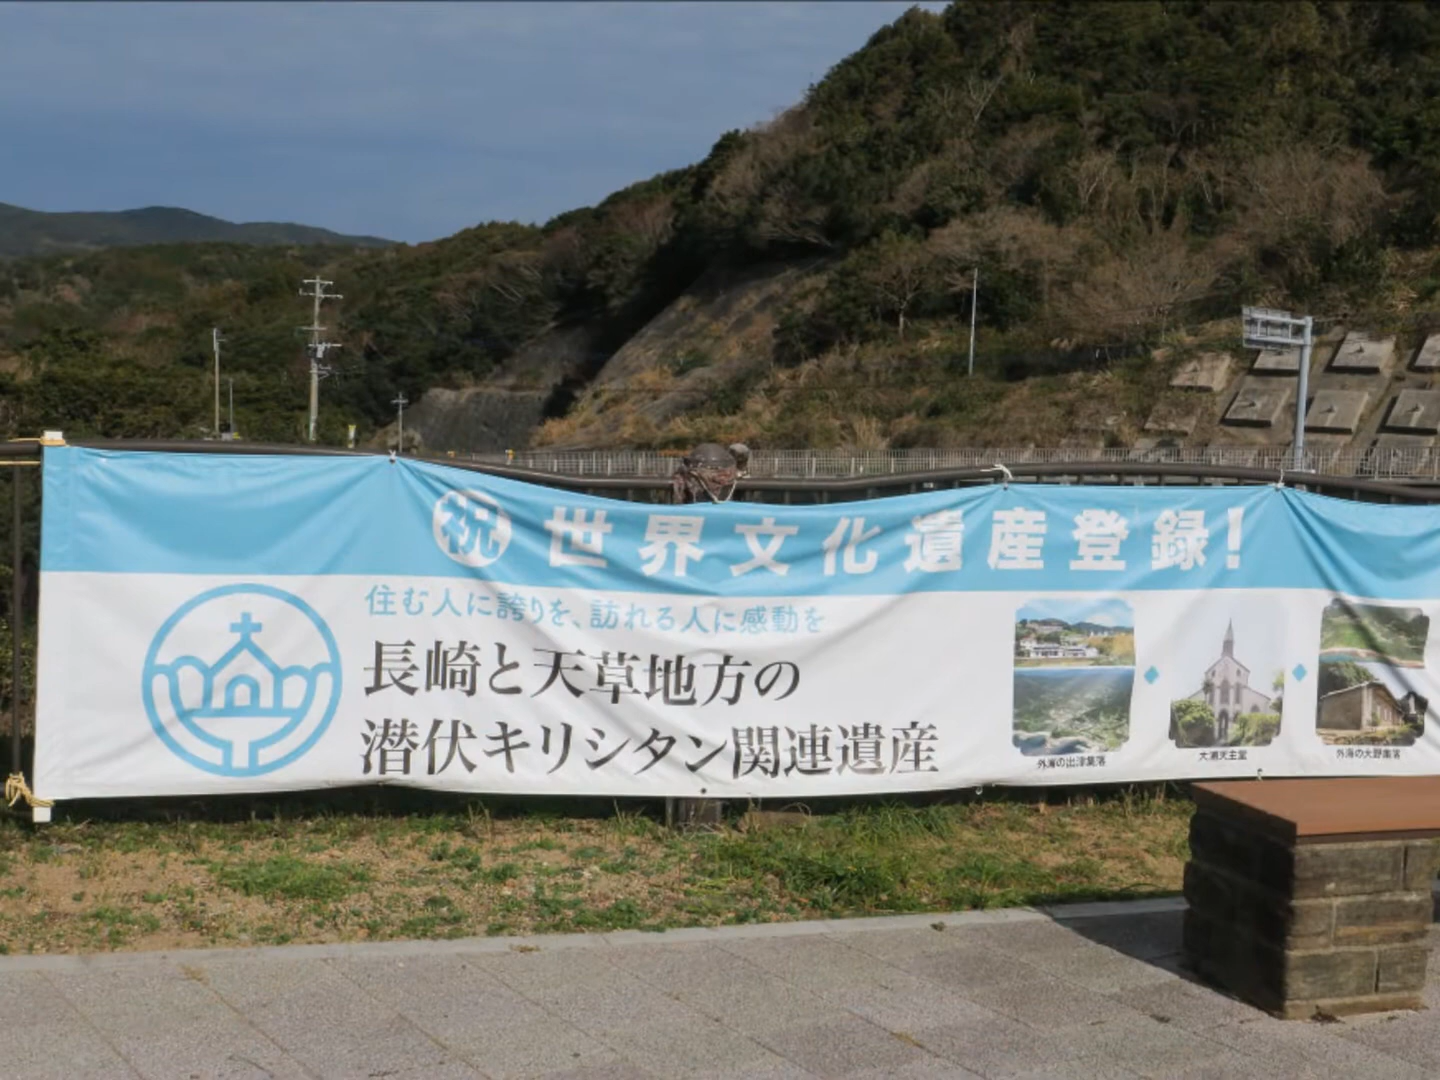 祝 世界文化遺産登録!
住む人に誇りを、訪れる人に感動を
長崎と天草地方の
潜伏キリシタン関連遺産
外海の出津集落
大浦天主堂
外海の大野集落